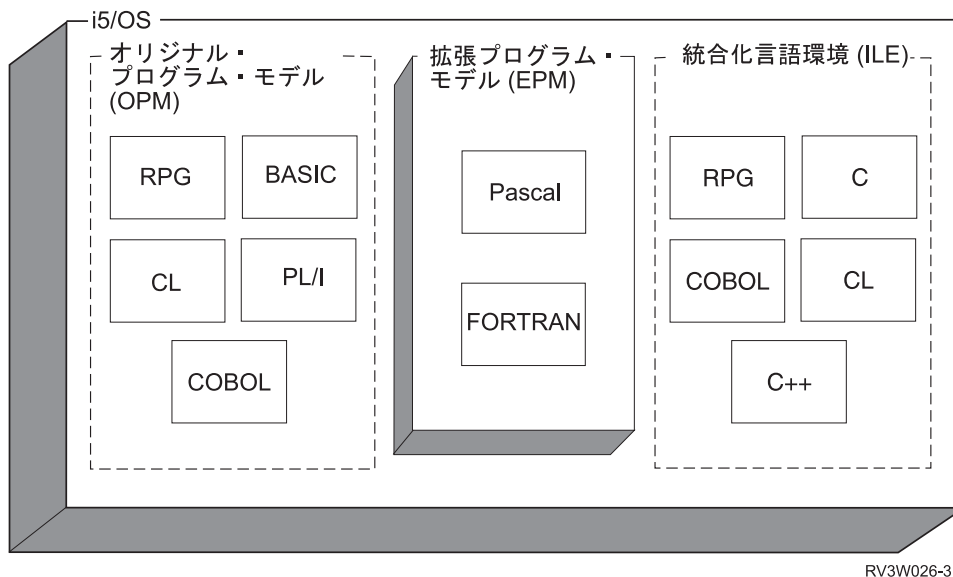 i5/OS
オリジナル・
プログラム・モデル
(OPM)
RPG
BASIC
CL
PL/I
COBOL
拡張プログラム・
モデル (EPM)
Pascal
FORTRAN
統合化言語環境 (ILE)
RPG
C
COBOL
CL
C++
RV3W026-3